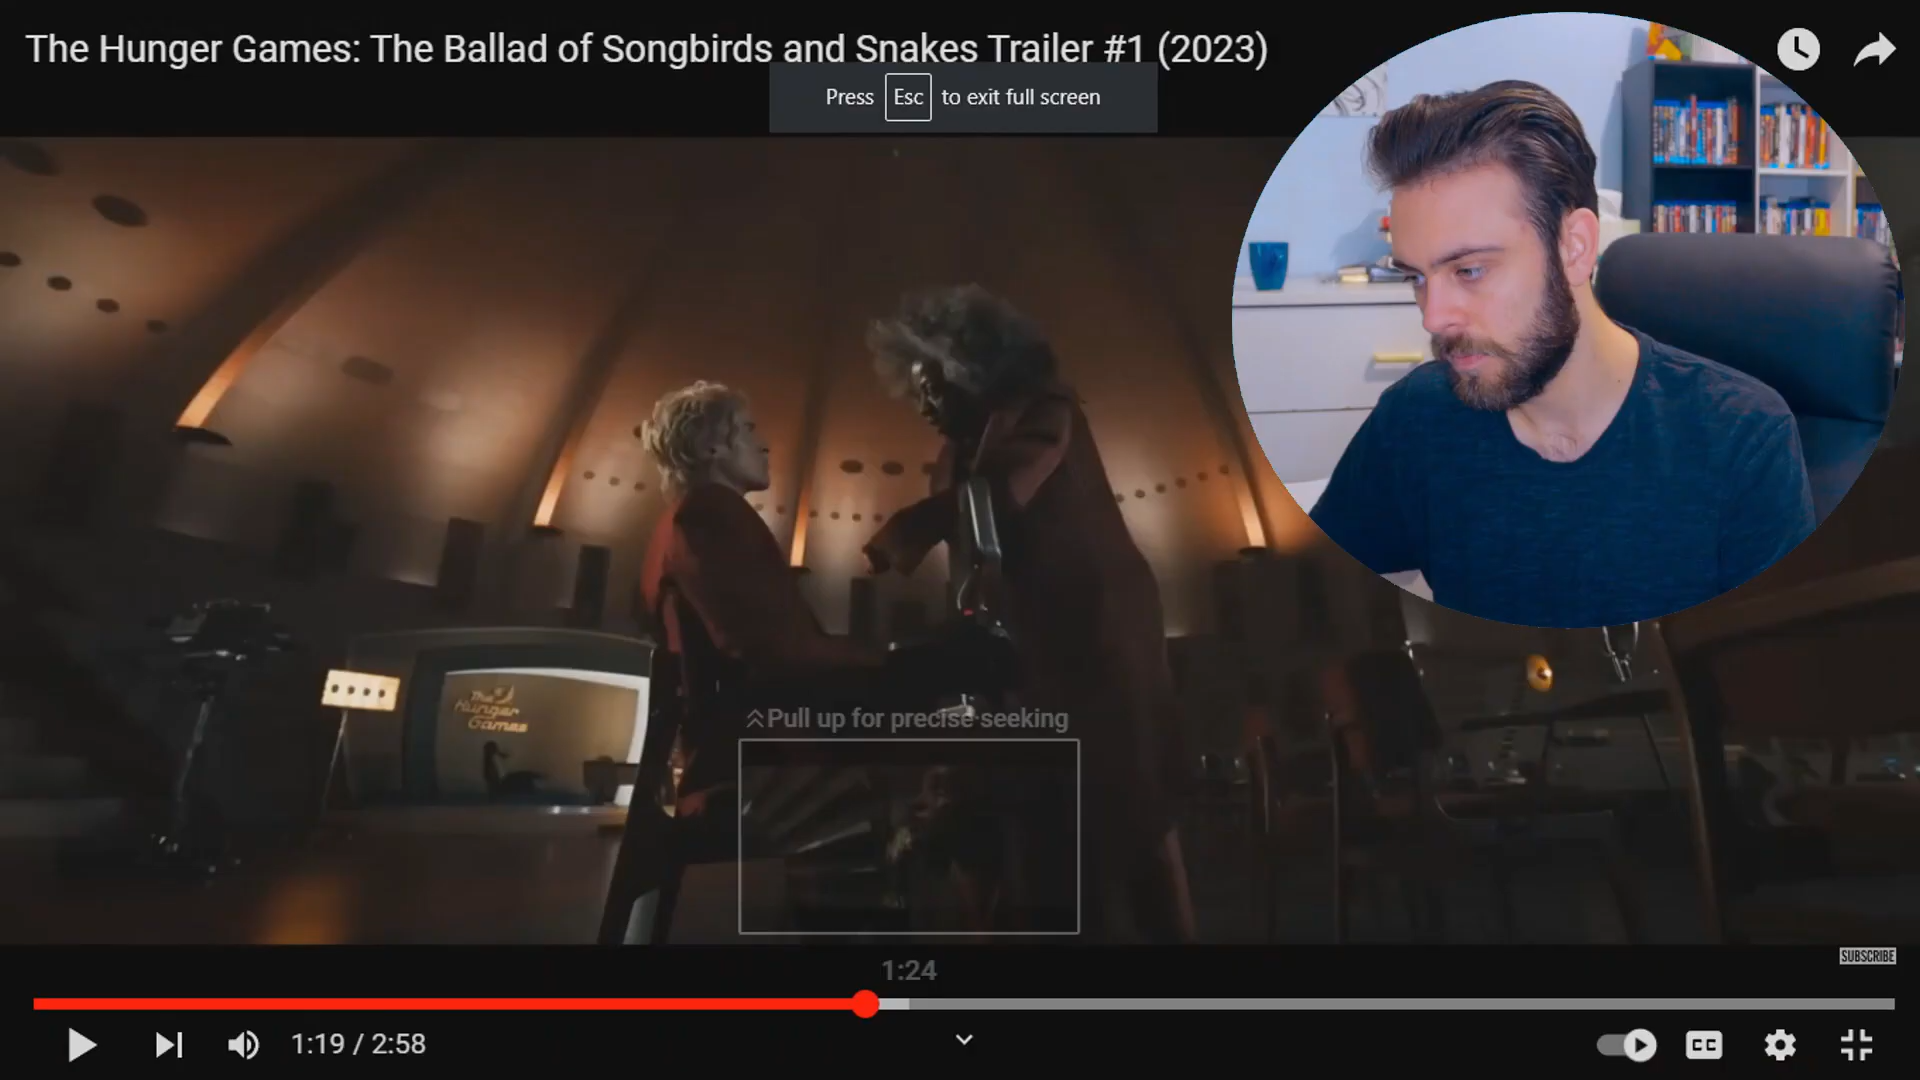 The Hunger Games: The Ballad of Songbirds and Snakes Trailer #1 (2023)
Press Esc to exit full screen
The
Hunger
Games
Pull up for precise seeking
SUBSCRIBE
1:24
1:19 / 2:58
CC